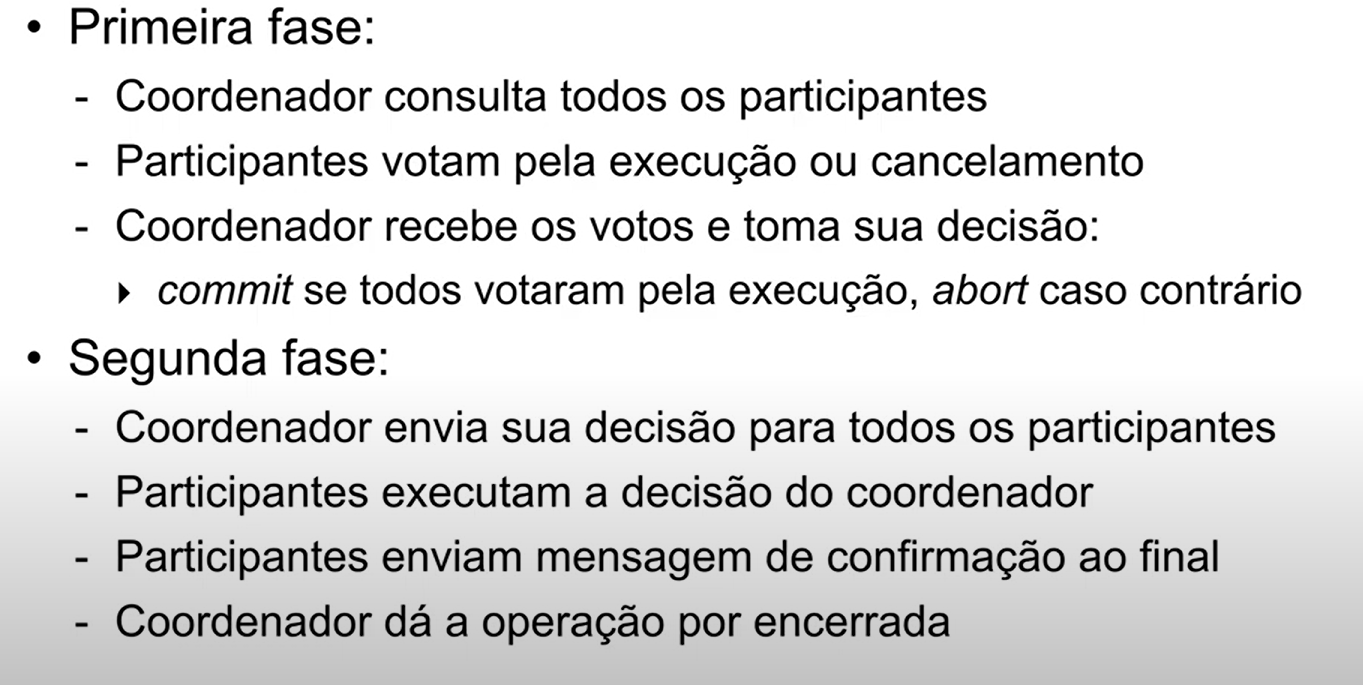 • Primeira fase:
- Coordenador consulta todos os participantes
- Participantes votam pela execução ou cancelamento
- Coordenador recebe os votos e toma sua decisão:
‣ commit se todos votaram pela execução, abort caso contrário
• Segunda fase:
- Coordenador envia sua decisão para todos os participantes
- Participantes executam a decisão do coordenador
- Participantes enviam mensagem de confirmação ao final
- Coordenador dá a operação por encerrada